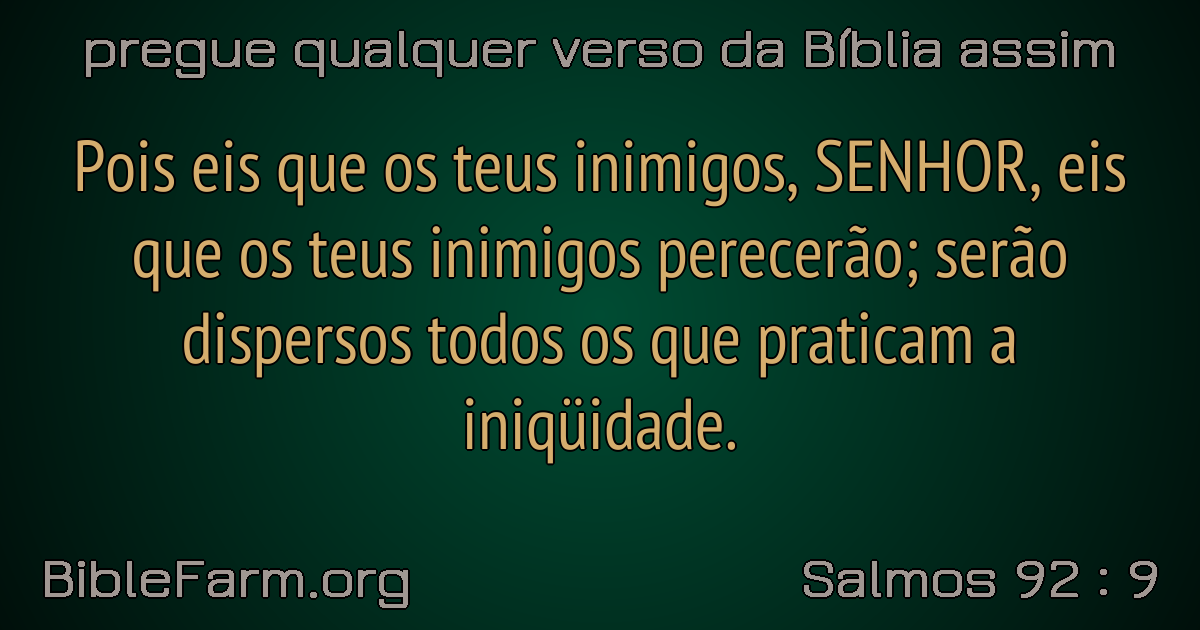 pregue qualquer verso da Bíblia assim
Pois eis que os teus inimigos, SENHOR, eis
que os teus inimigos perecerão; serão
dispersos todos os que praticam a
iniqüidade.
BibleFarm.org
Salmos 92 : 9